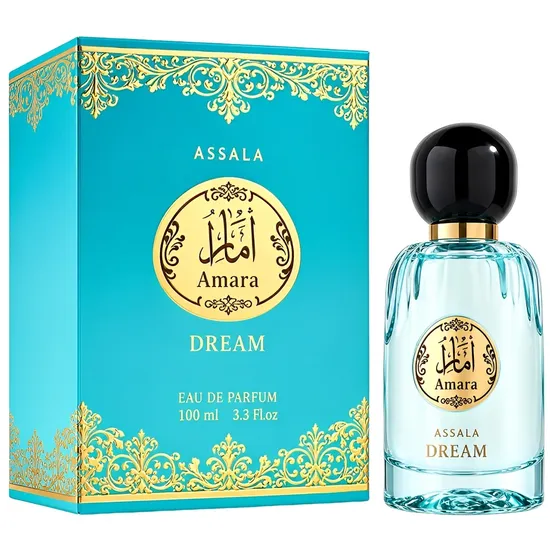 ASSALA
أمارا
Amara
DREAM
EAU DE PARFUM
100 ml 3.3 Fl.oz
أمارا
Amara
ASSALA
DREAM